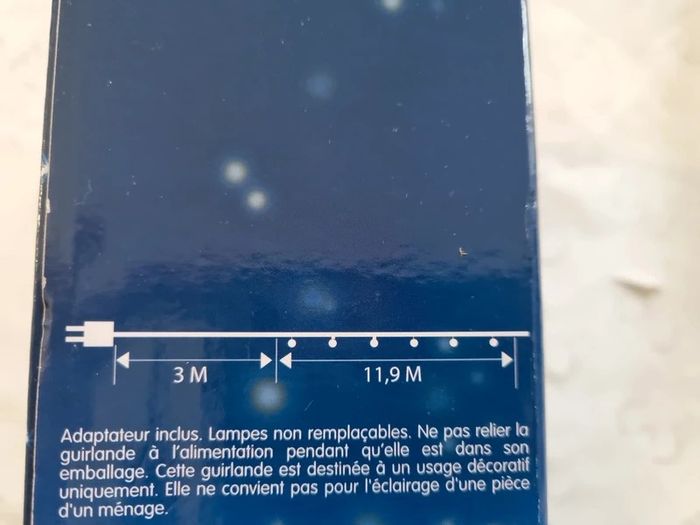 3 M 11,9 M
Adaptateur inclus. Lampes non remplaçables. Ne pas relier la
guirlande à l'alimentation pendant qu'elle est dans son
emballage. Cette guirlande est destinée à un usage décoratif
uniquement. Elle ne convient pas pour l'éclairage d'une pièce
d'un ménage.